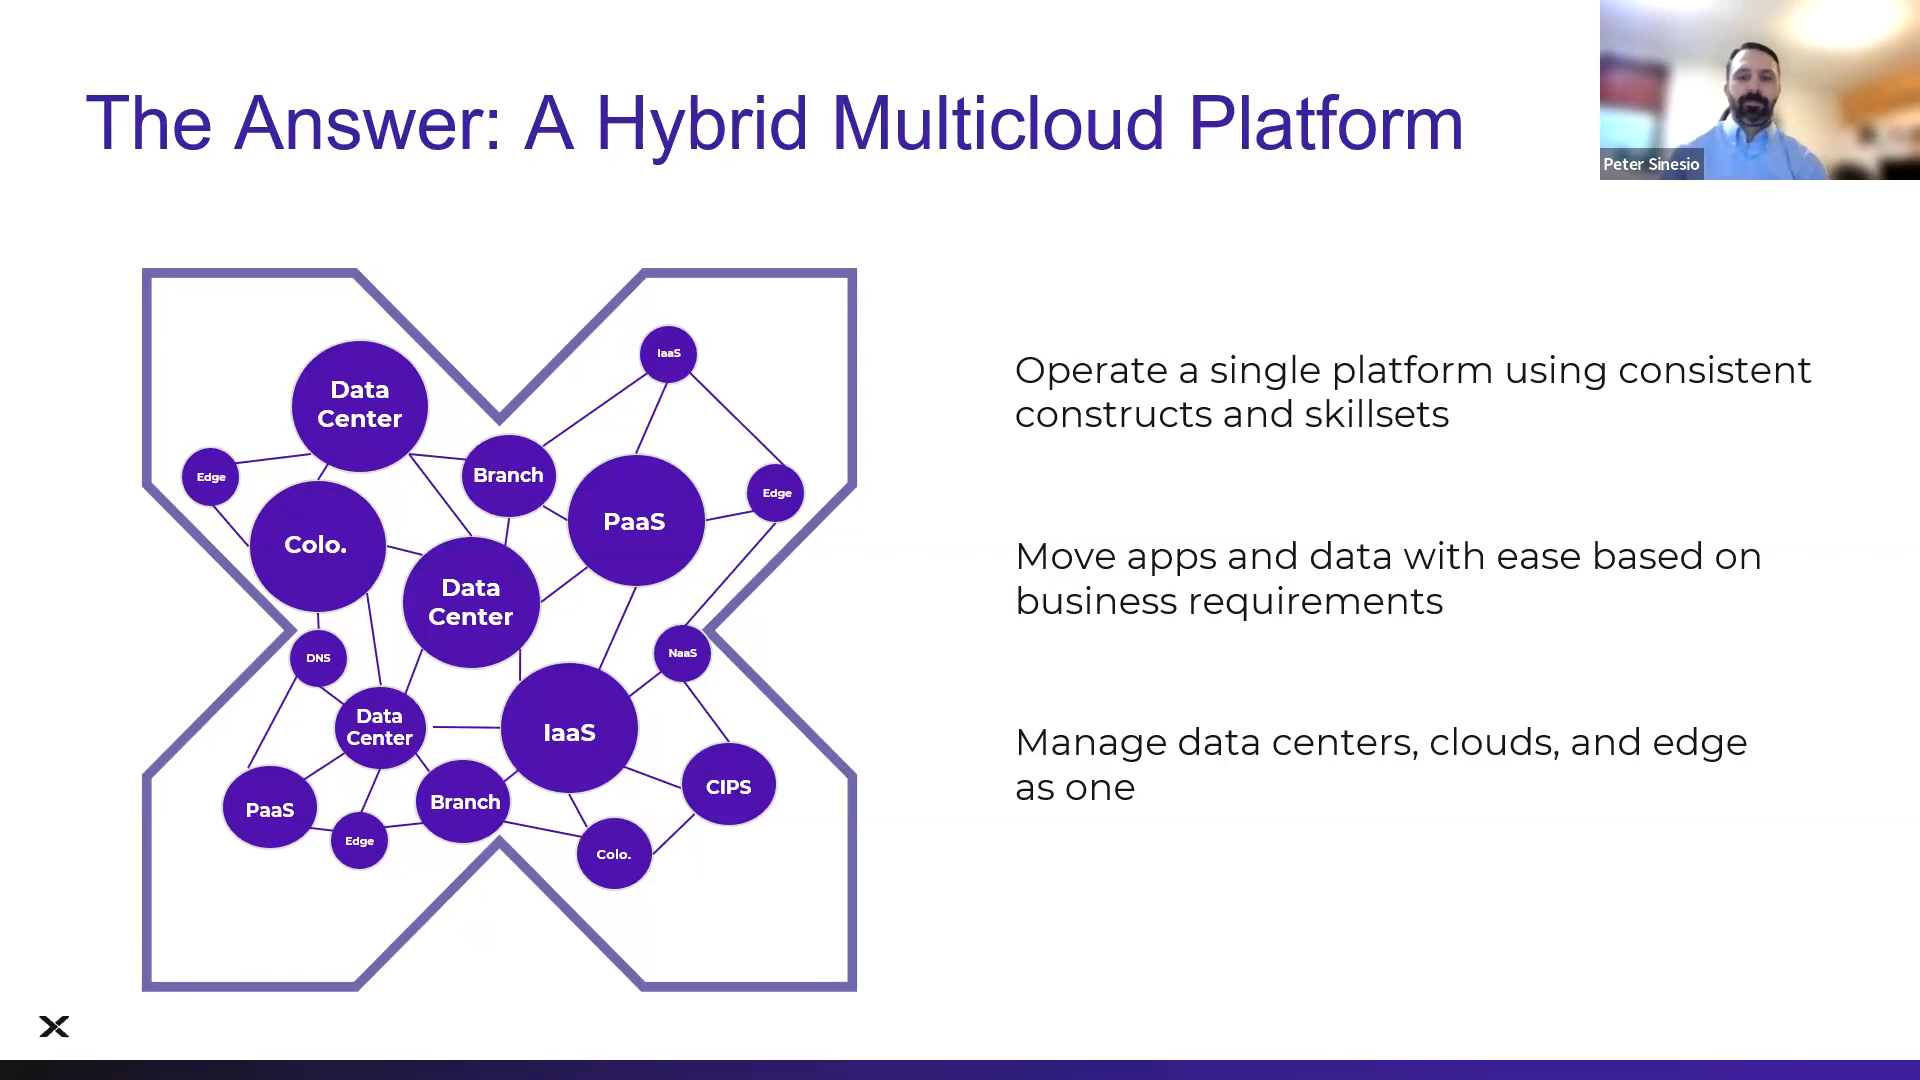 The Answer: A Hybrid Multicloud Platform
Peter Sinesio
IaaS
Data
Center
Branch
Edge
PaaS
Edge
Colo.
Data
Center
DNS
NaaS
Data
Center
IaaS
CIPS
PaaS
Branch
Edge
Colo.
Operate a single platform using consistent
constructs and skillsets
Move apps and data with ease based on
business requirements
Manage data centers, clouds, and edge
as one